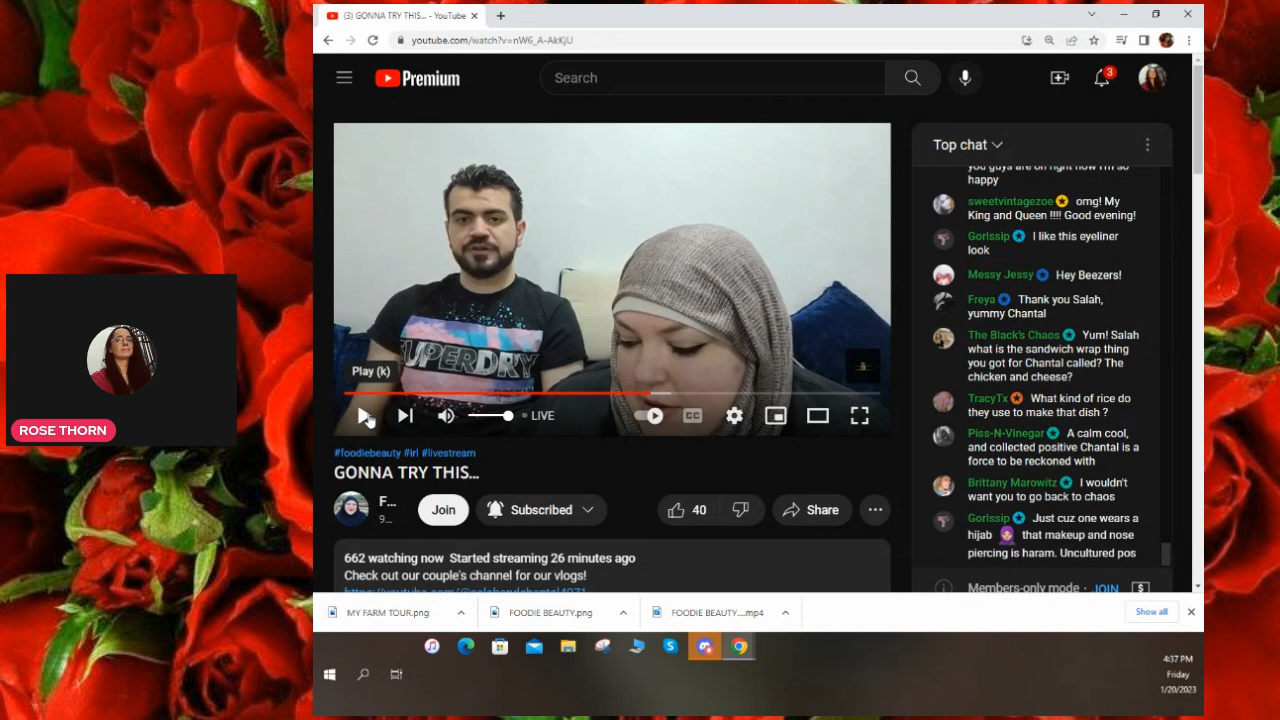 (3) GONNA TRY THIS... - YouTube
youtube.com/watch?v=nW6_A-AkKjU
Premium
Search
3
Top chat
you guys are on right now I'm so
happy
sweetvintagezoe omg! My
King and Queen !!!! Good evening!
Gorlssip I like this eyeliner
look
Messy Jessy Hey Beezers!
Freya Thank you Salah,
yummy Chantal
The Black's Chaos Yum! Salah
what is the sandwich wrap thing
you got for Chantal called? The
chicken and cheese?
TracyTx What kind of rice do
they use to make that dish ?
Piss-N-Vinegar A calm cool,
and collected positive Chantal is a
force to be reckoned with
Brittany Marowitz I wouldn't
want you to go back to chaos
Gorlssip Just cuz one wears a
hijab that makeup and nose
piercing is haram. Uncultured pos
Members-only mode · JOIN
SUPERDRY
Play (k)
LIVE
CC
#foodiebeauty #irl #livestream
GONNA TRY THIS...
F...
9...
Join
Subscribed
40
Share
662 watching now Started streaming 26 minutes ago
Check out our couple's channel for our vlogs!
https://youtube.com/@salahandchantal4071
MY FARM TOUR.png
FOODIE BEAUTY.png
FOODIE BEAUTY....mp4
Show all
4:37 PM
Friday
1/20/2023
ROSE THORN